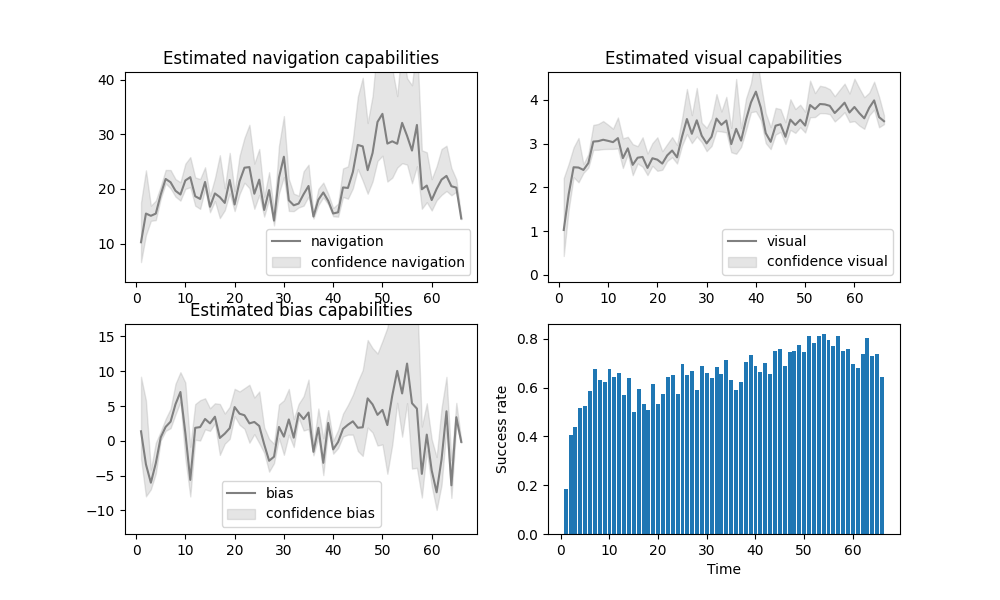 Estimated navigation capabilities
40
30
20
10
0 10 20 30 40 50 60
navigation
confidence navigation
Estimated visual capabilities
4
3
2
1
0
0 10 20 30 40 50 60
visual
confidence visual
Estimated bias capabilities
15
10
5
0
−5
−10
0 10 20 30 40 50 60
bias
confidence bias
Success rate
0.8
0.6
0.4
0.2
0.0
0 10 20 30 40 50 60
Time